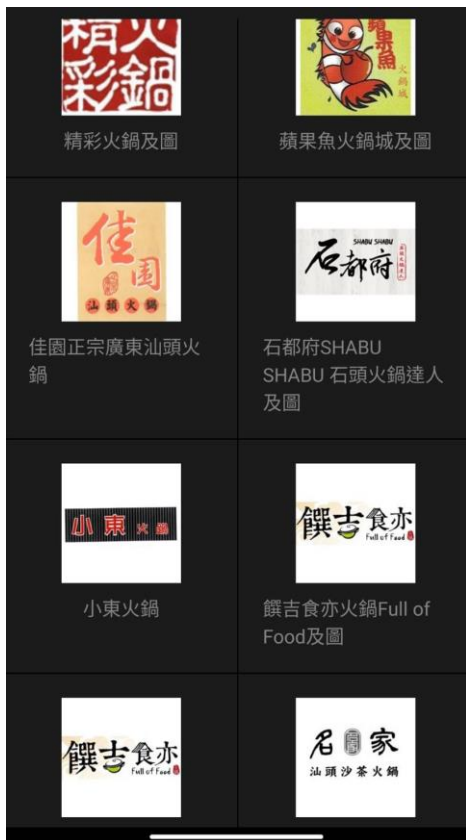 精彩火鍋
蘋果魚
火鍋城
精彩火鍋及圖
蘋果魚火鍋城及圖
佳園
汕頭火鍋
SHABU SHABU
石都府
佳園正宗廣東汕頭火
鍋
石都府SHABU
SHABU 石頭火鍋達人
及圖
小東火鍋
饌吉食亦
Full of Food
小東火鍋
饌吉食亦火鍋Full of
Food及圖
饌吉食亦
Full of Food
名家
汕頭沙茶火鍋